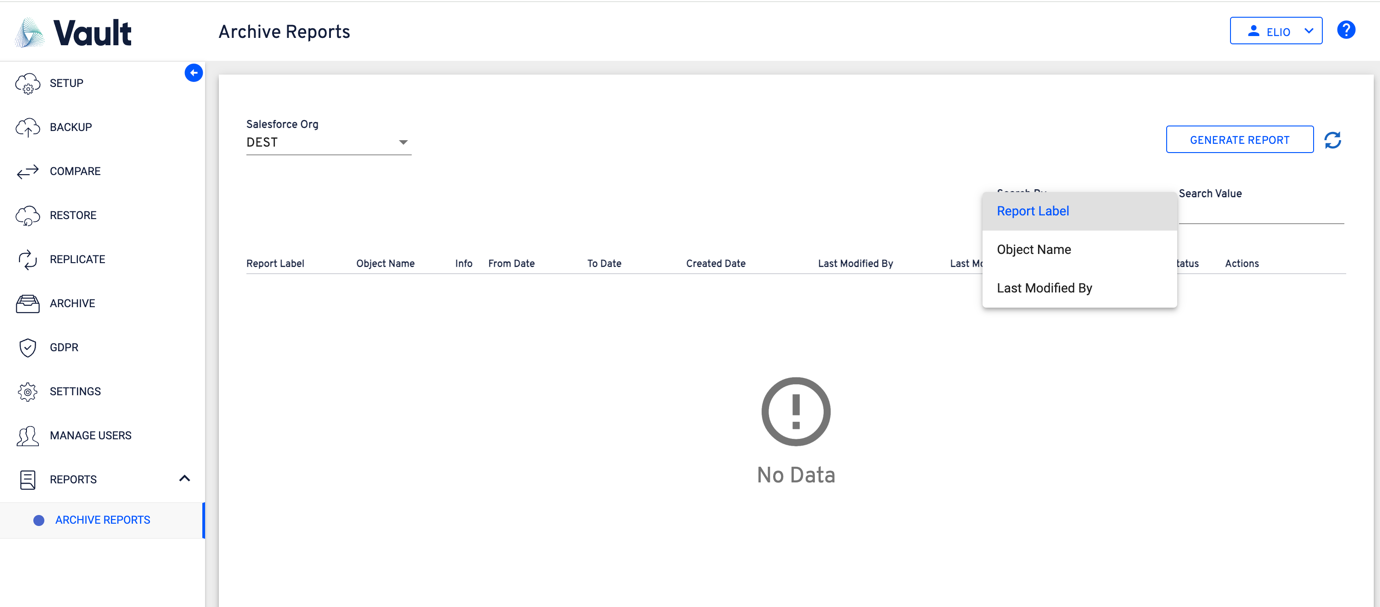 Vault
Archive Reports
ELIO
?
SETUP
BACKUP
COMPARE
RESTORE
REPLICATE
ARCHIVE
GDPR
SETTINGS
MANAGE USERS
REPORTS
ARCHIVE REPORTS
Salesforce Org
DEST
GENERATE REPORT
Search By
Search Value
Report Label
Object Name
Last Modified By
Report Label Object Name Info From Date To Date Created Date Last Modified By Last Mo tatus Actions
No Data